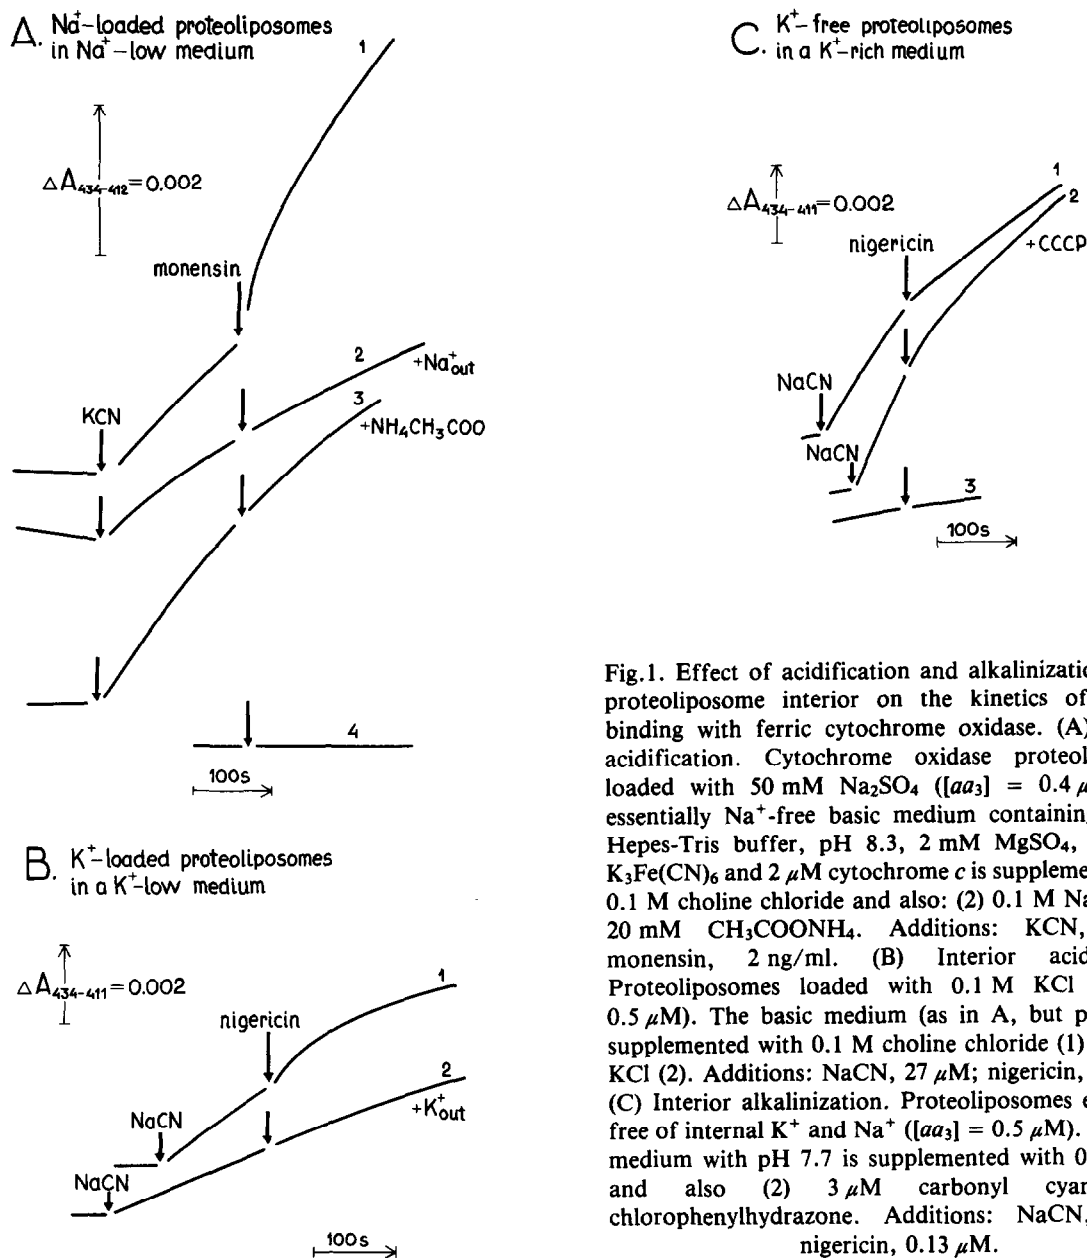 A. Na⁺-loaded proteoliposomes
in Na⁺-low medium
1
ΔA₄₃₄₋₄₁₂=0.002
monensin
2
+Na⁺out
3
+NH₄CH₃COO
KCN
4
100s
B. K⁺-loaded proteoliposomes
in a K⁺-low medium
ΔA₄₃₄₋₄₁₁=0.002
1
nigericin
2
+K⁺out
NaCN
NaCN
100s
C. K⁺-free proteoliposomes
in a K⁺-rich medium
ΔA₄₃₄₋₄₁₁=0.002
1
2
+CCCP
nigericin
NaCN
NaCN
3
100s
Fig.1. Effect of acidification and alkalinizatio
proteoliposome interior on the kinetics of
binding with ferric cytochrome oxidase. (A)
acidification. Cytochrome oxidase proteol
loaded with 50 mM Na₂SO₄ ([aa₃] = 0.4 μ
essentially Na⁺-free basic medium containin
Hepes-Tris buffer, pH 8.3, 2 mM MgSO₄,
K₃Fe(CN)₆ and 2 μM cytochrome c is suppleme
0.1 M choline chloride and also: (2) 0.1 M Na
20 mM CH₃COONH₄. Additions: KCN,
monensin, 2 ng/ml. (B) Interior acid
Proteoliposomes loaded with 0.1 M KCl
0.5 μM). The basic medium (as in A, but p
supplemented with 0.1 M choline chloride (1)
KCl (2). Additions: NaCN, 27 μM; nigericin,
(C) Interior alkalinization. Proteoliposomes e
free of internal K⁺ and Na⁺ ([aa₃] = 0.5 μM).
medium with pH 7.7 is supplemented with 0
and also (2) 3 μM carbonyl cyan
chlorophenylhydrazone. Additions: NaCN,
nigericin, 0.13 μM.